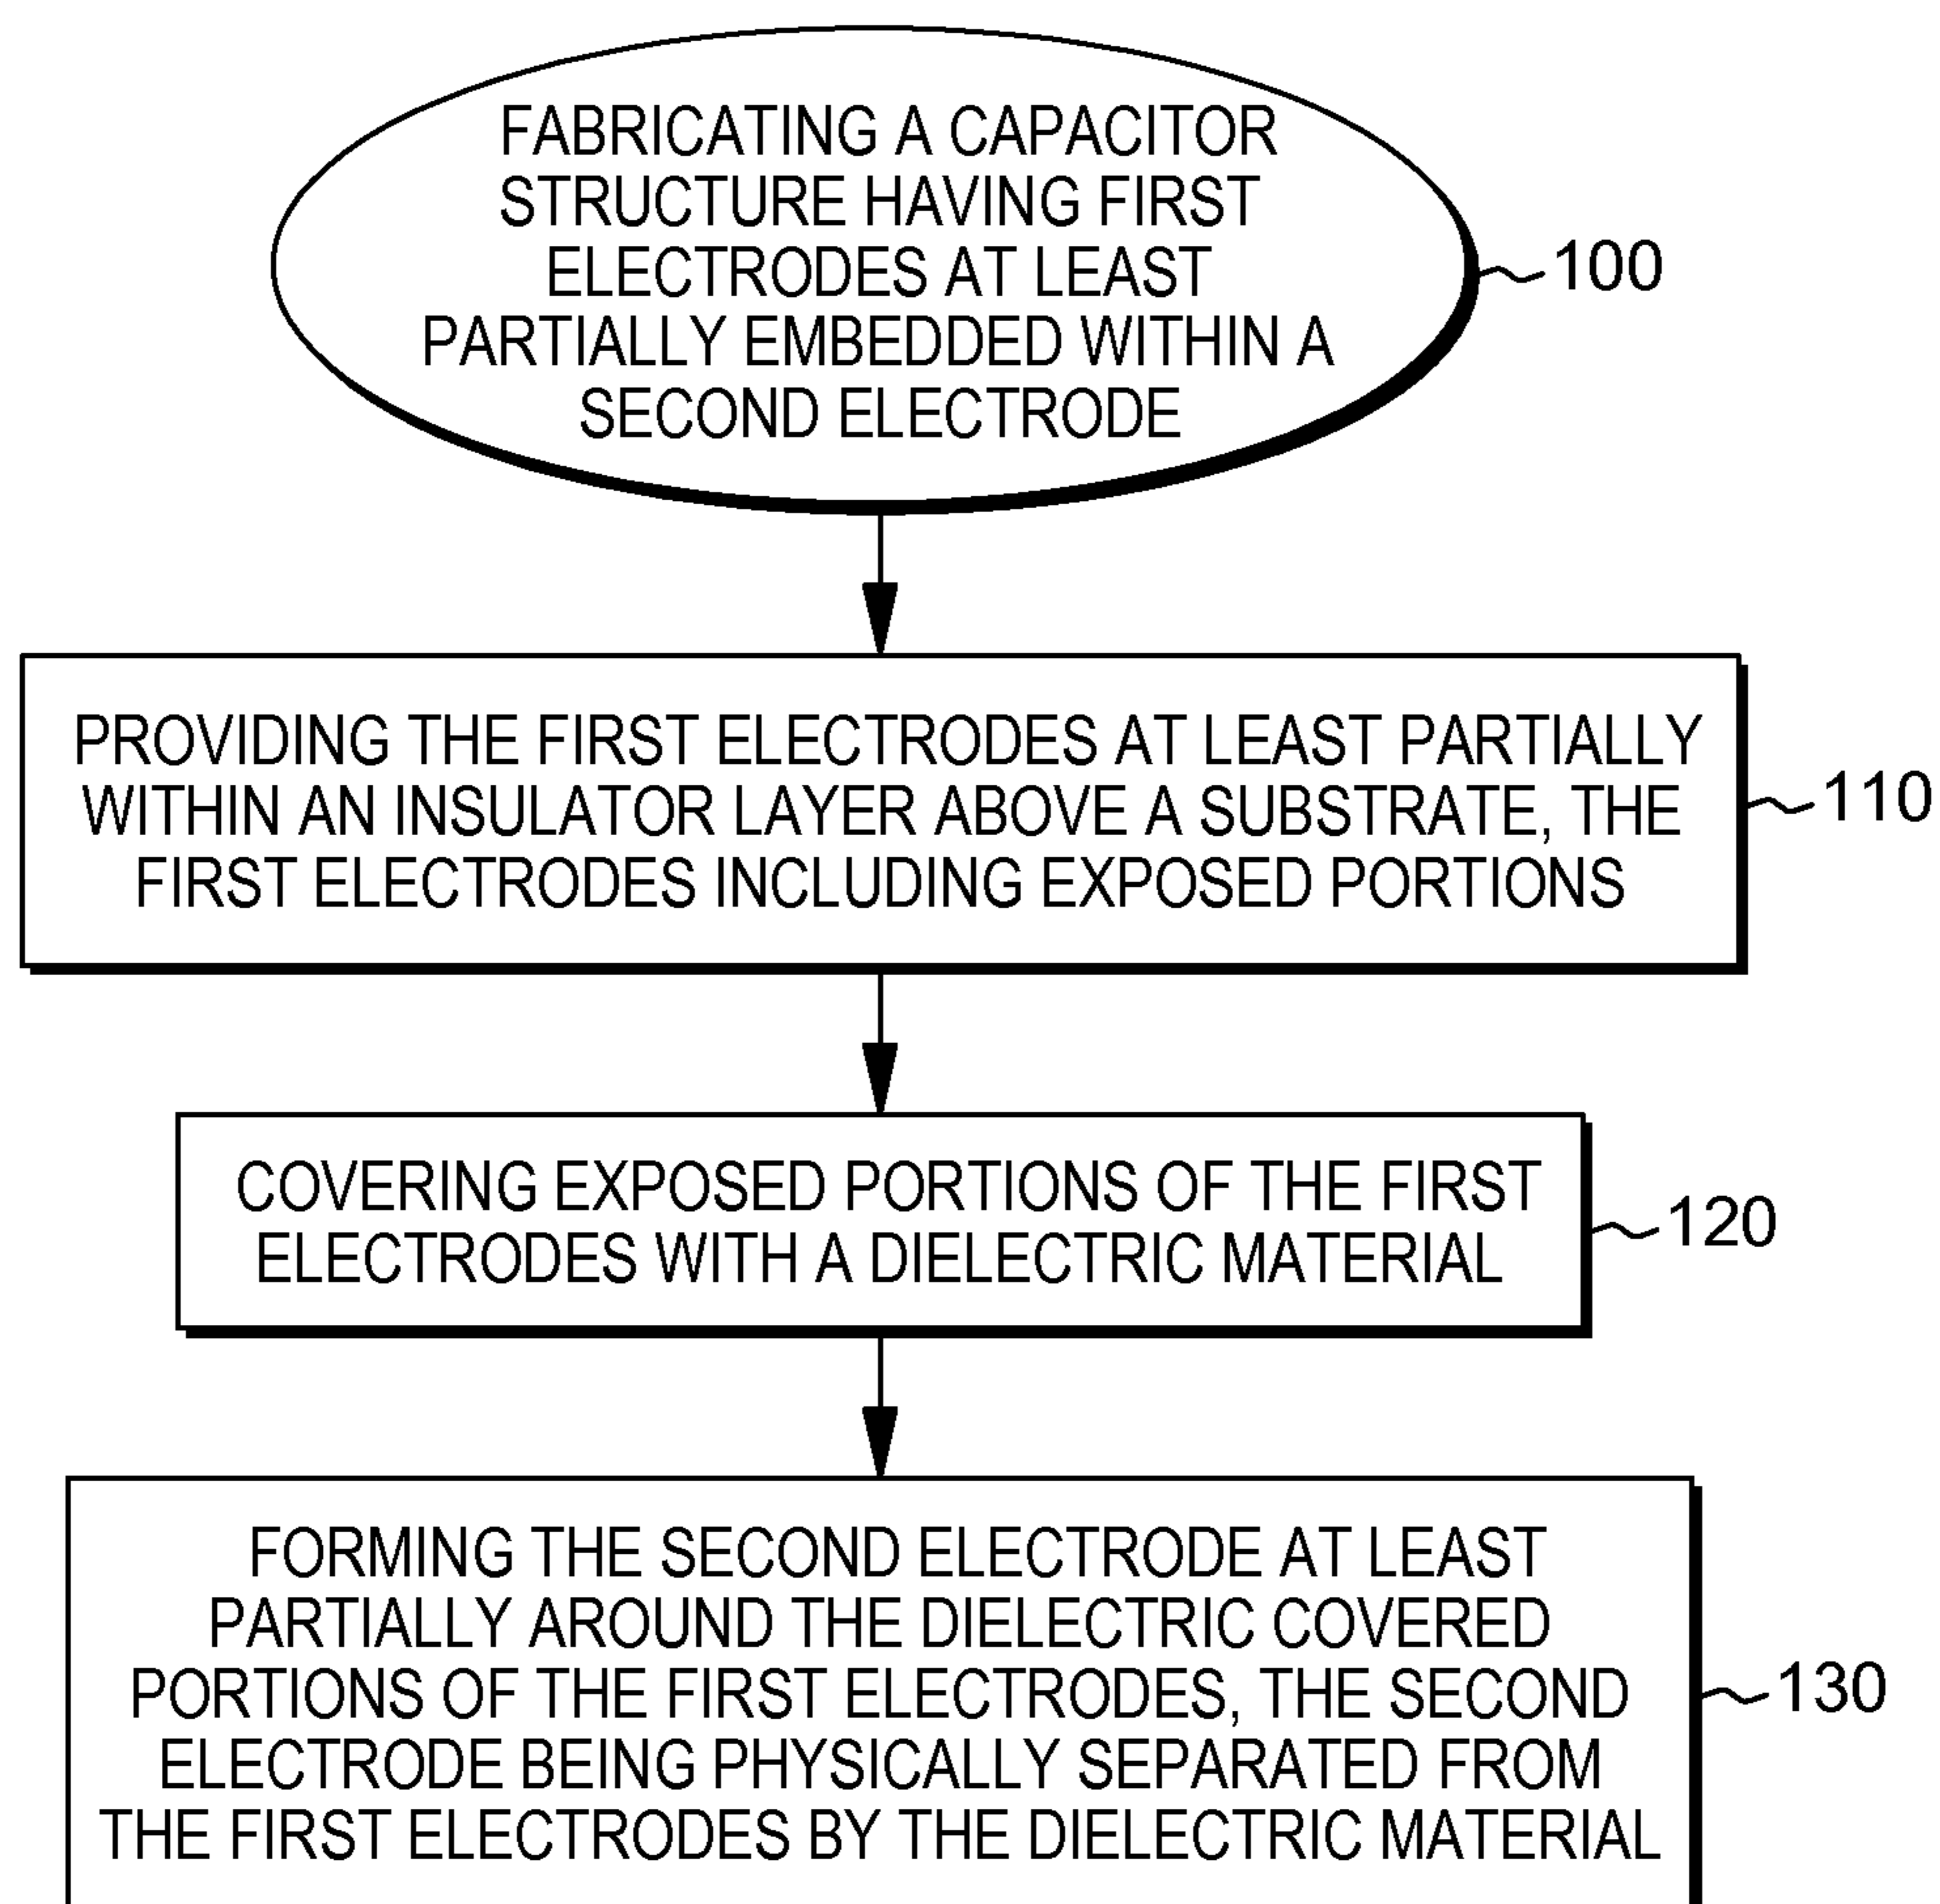 FABRICATING A CAPACITOR
STRUCTURE HAVING FIRST
ELECTRODES AT LEAST
PARTIALLY EMBEDDED WITHIN A
SECOND ELECTRODE
100
PROVIDING THE FIRST ELECTRODES AT LEAST PARTIALLY
WITHIN AN INSULATOR LAYER ABOVE A SUBSTRATE, THE
FIRST ELECTRODES INCLUDING EXPOSED PORTIONS
110
COVERING EXPOSED PORTIONS OF THE FIRST
ELECTRODES WITH A DIELECTRIC MATERIAL
120
FORMING THE SECOND ELECTRODE AT LEAST
PARTIALLY AROUND THE DIELECTRIC COVERED
PORTIONS OF THE FIRST ELECTRODES, THE SECOND
ELECTRODE BEING PHYSICALLY SEPARATED FROM
THE FIRST ELECTRODES BY THE DIELECTRIC MATERIAL
130